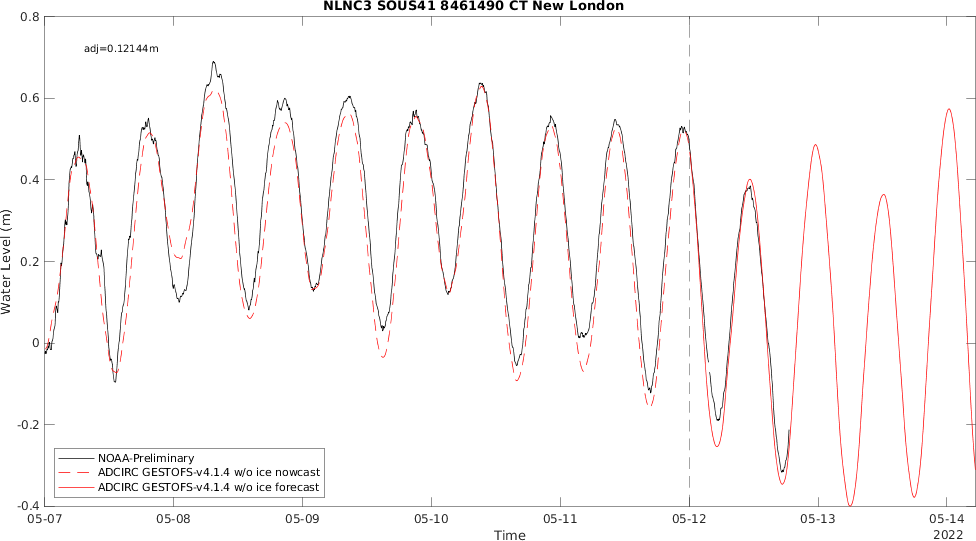 NLNC3 SOUS41 8461490 CT New London
adj=0.12144m
0.8
0.6
0.4
0.2
0
-0.2
-0.4
Water Level (m)
NOAA-Preliminary
ADCIRC GESTOFS-v4.1.4 w/o ice nowcast
ADCIRC GESTOFS-v4.1.4 w/o ice forecast
05-07 05-08 05-09 05-10 05-11 05-12 05-13 05-14
Time
2022